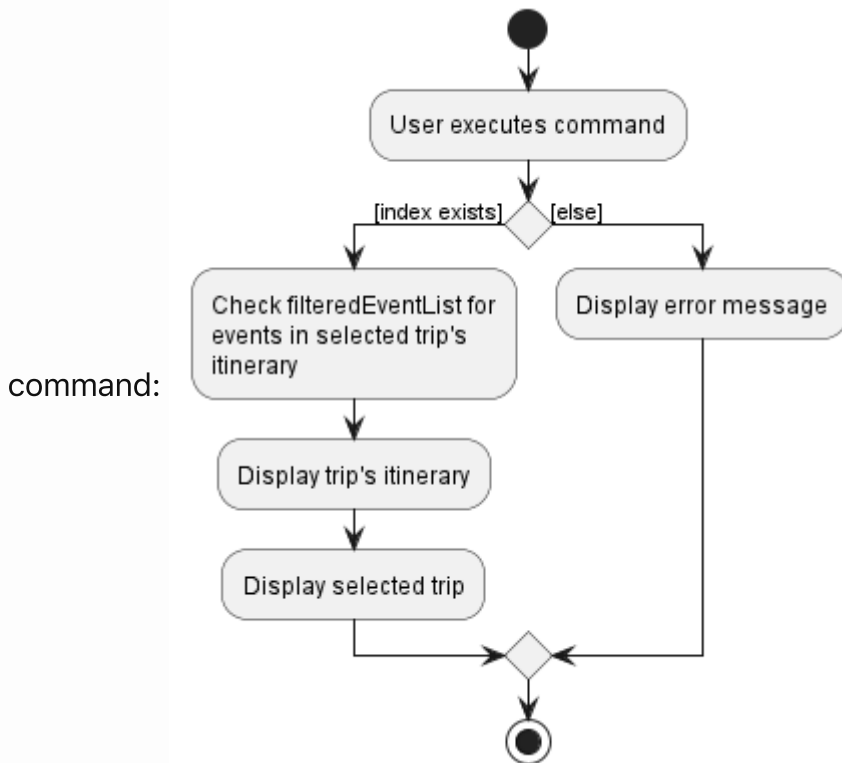 User executes command
[index exists]
[else]
Check filteredEventList for
events in selected trip's
itinerary
Display error message
command:
Display trip's itinerary
Display selected trip